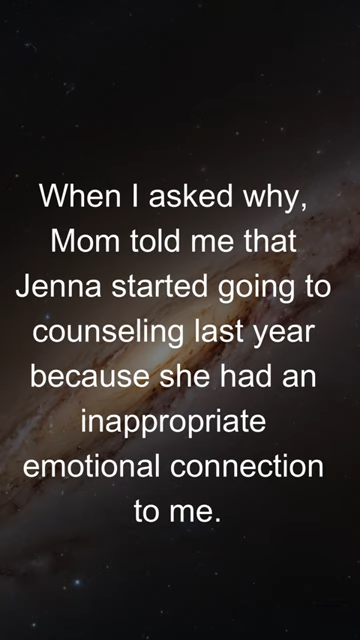 When I asked why,
Mom told me that
Jenna started going to
counseling last year
because she had an
inappropriate
emotional connection
to me.